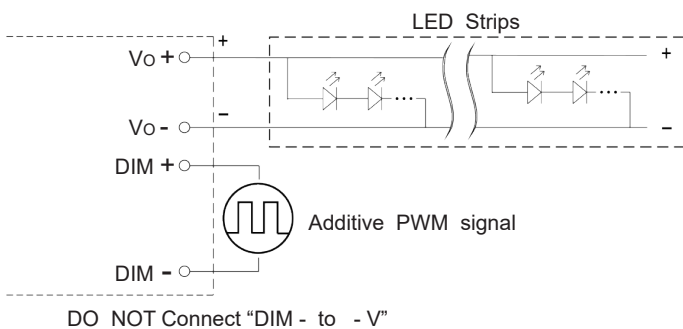 LED Strips
Vo + +
+
Vo - -
-
DIM +
Additive PWM signal
DIM -
DO NOT Connect “DIM - to - V”